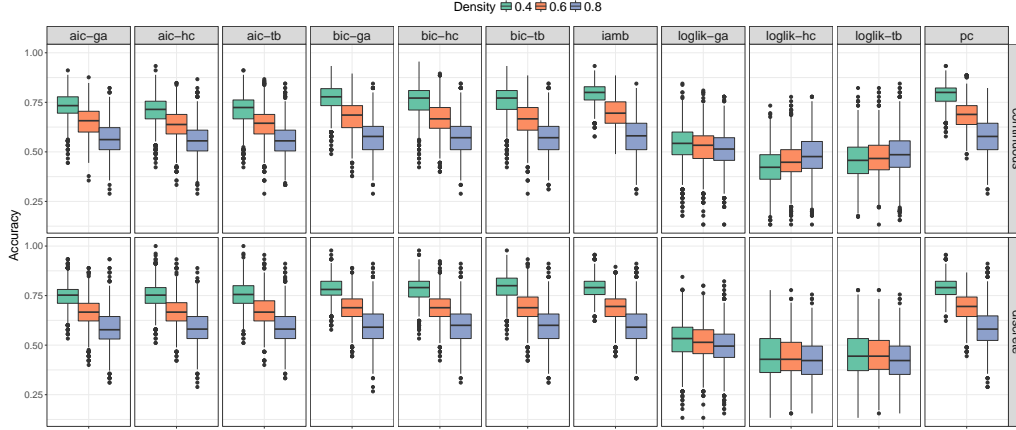 Density 0.4 0.6 0.8
aic−ga aic−hc aic−tb bic−ga bic−hc bic−tb iamb loglik−ga loglik−hc loglik−tb pc
1.00
0.75
0.50
0.25
continuous
Accuracy
1.00
0.75
0.50
0.25
discrete